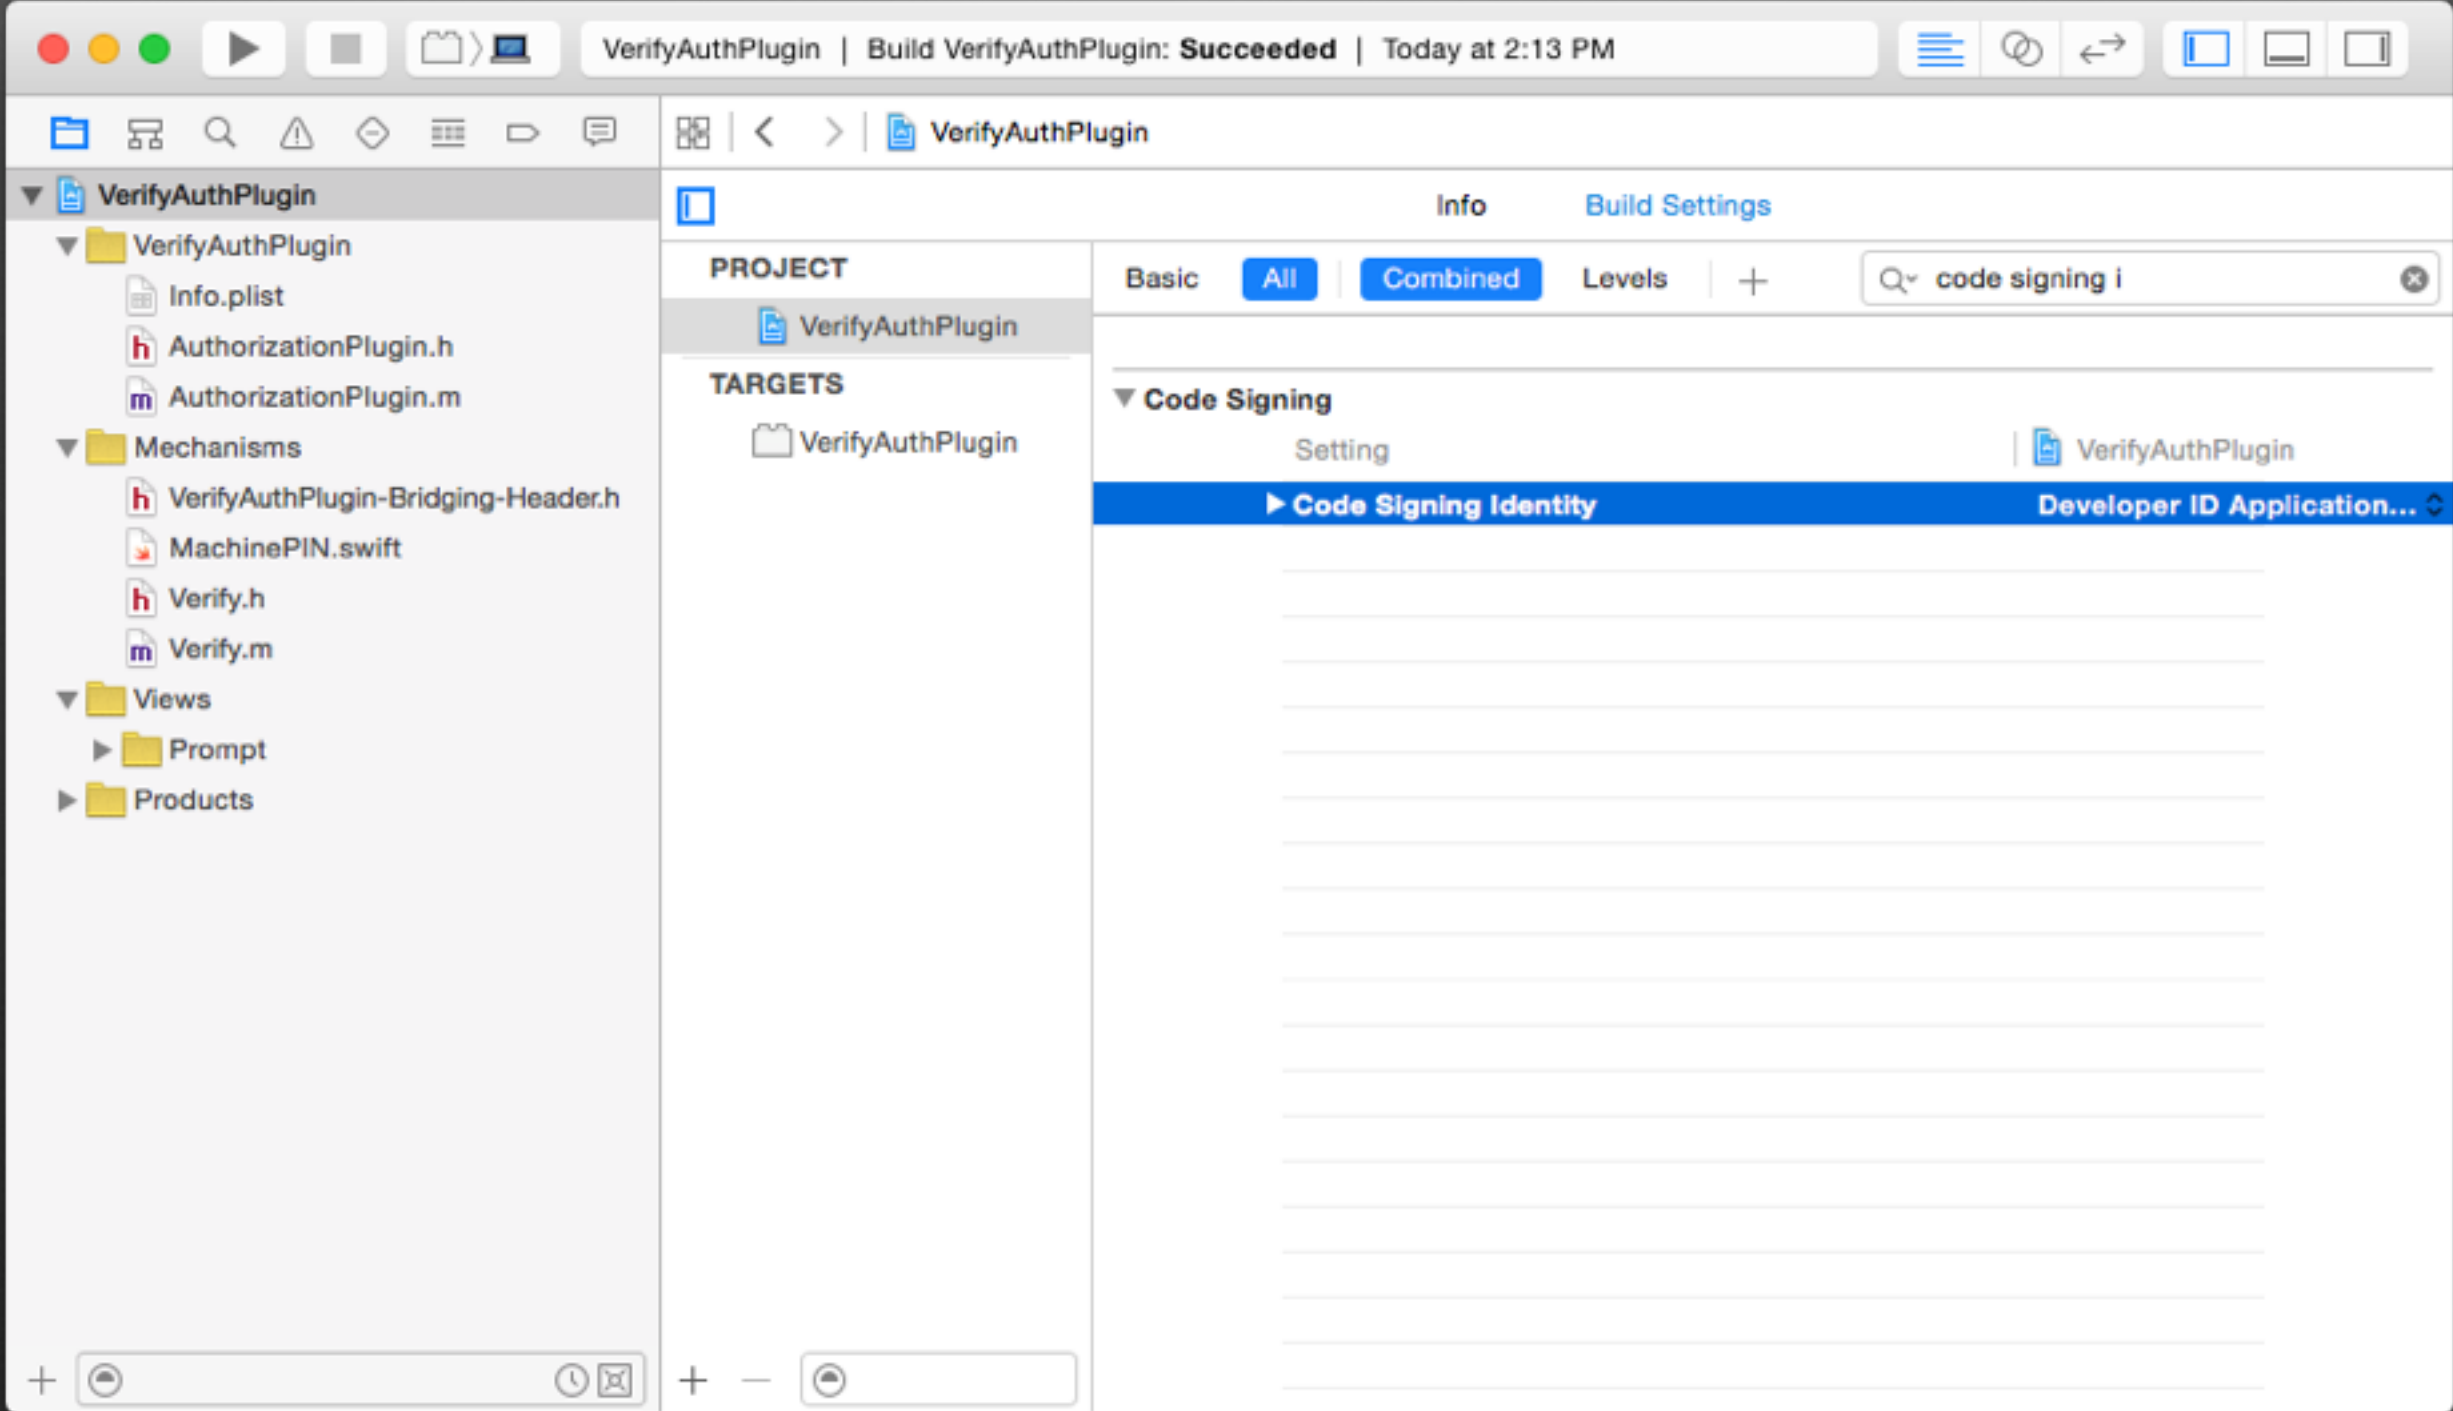 VerifyAuthPlugin | Build VerifyAuthPlugin: Succeeded | Today at 2:13 PM
VerifyAuthPlugin
VerifyAuthPlugin
VerifyAuthPlugin
Info.plist
h AuthorizationPlugin.h
m AuthorizationPlugin.m
Mechanisms
h VerifyAuthPlugin-Bridging-Header.h
MachinePIN.swift
h Verify.h
m Verify.m
Views
Prompt
Products
Info Build Settings
PROJECT
VerifyAuthPlugin
TARGETS
VerifyAuthPlugin
Basic All Combined Levels + code signing i
Code Signing
Setting VerifyAuthPlugin
Code Signing Identity Developer ID Application...